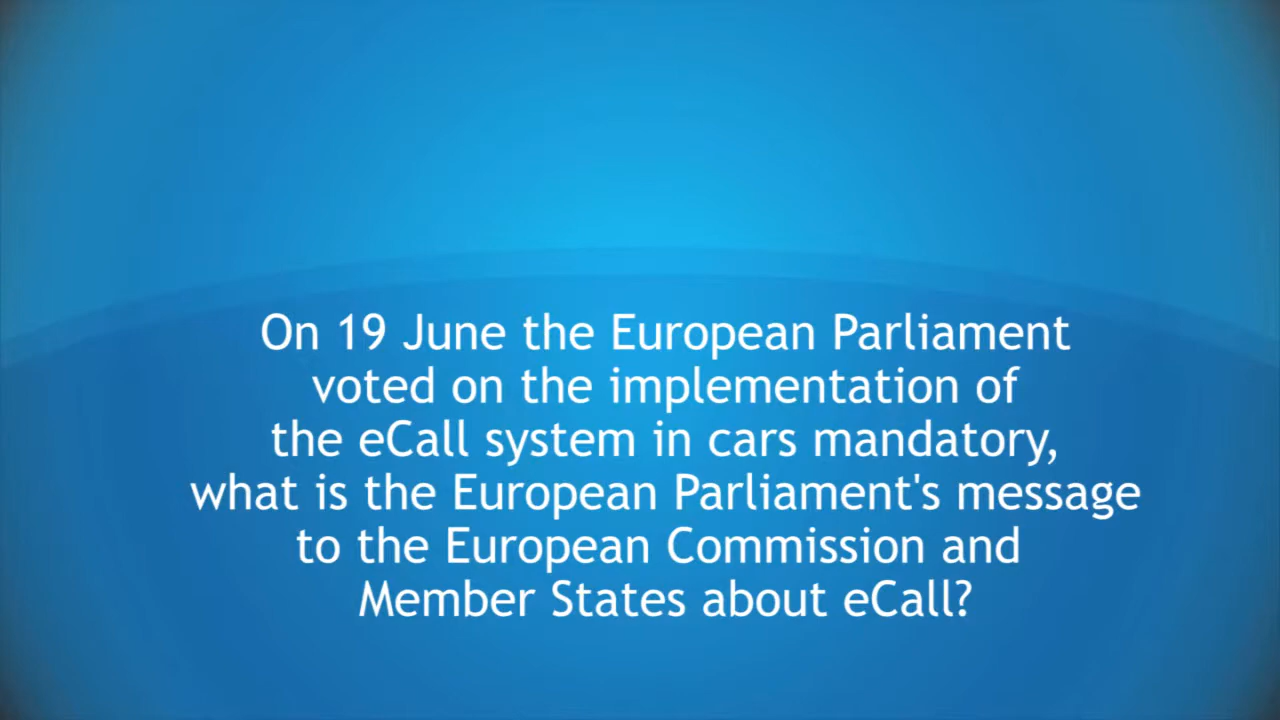 On 19 June the European Parliament
voted on the implementation of
the eCall system in cars mandatory,
what is the European Parliament's message
to the European Commission and
Member States about eCall?